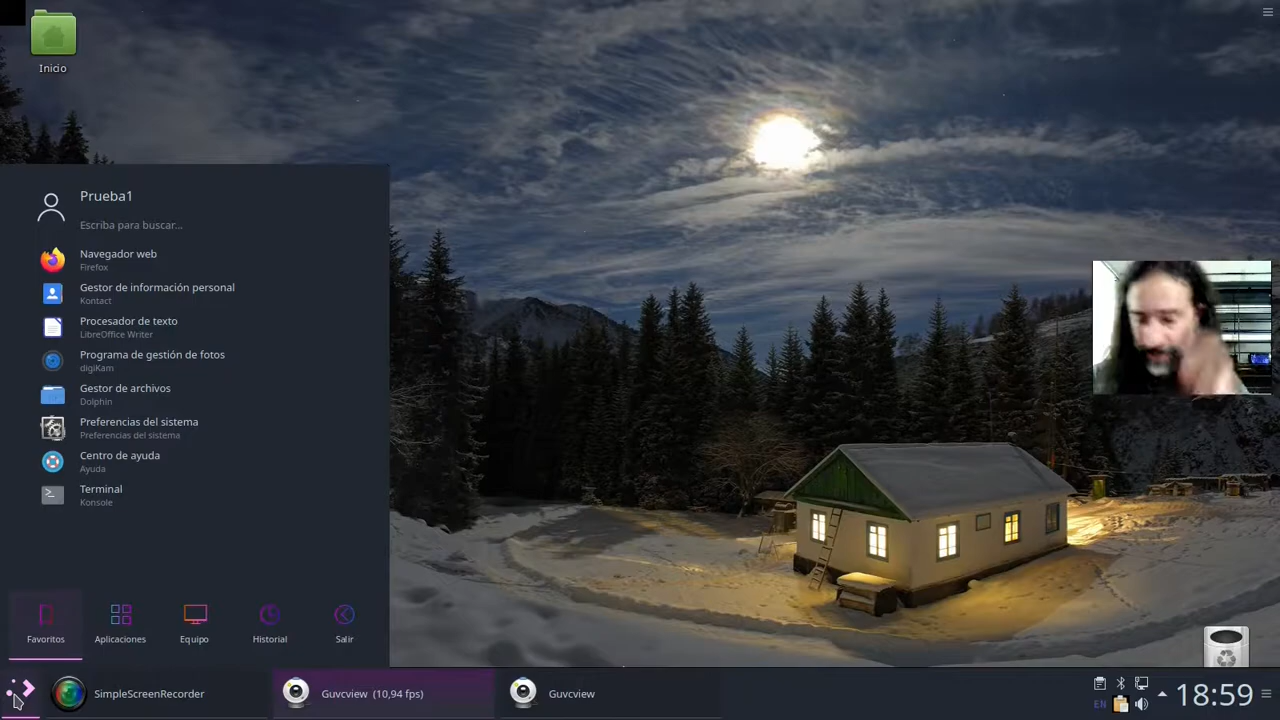 Inicio
Prueba1
Escriba para buscar...
Navegador web
Firefox
Gestor de información personal
Kontact
Procesador de texto
LibreOffice Writer
Programa de gestión de fotos
digiKam
Gestor de archivos
Dolphin
Preferencias del sistema
Preferencias del sistema
Centro de ayuda
Ayuda
Terminal
Konsole
Favoritos
Aplicaciones
Equipo
Historial
Salir
SimpleScreenRecorder
Guvcview (10,94 fps)
Guvcview
EN
18:59